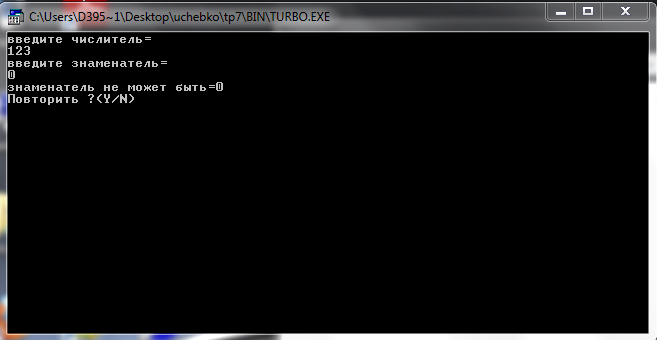 C:\Users\D395~1\Desktop\uchebko\tp7\BIN\TURBO.EXE
введите числитель=
123
введите знаменатель=
0
знаменатель не может быть=0
Повторить ?(Y/N)